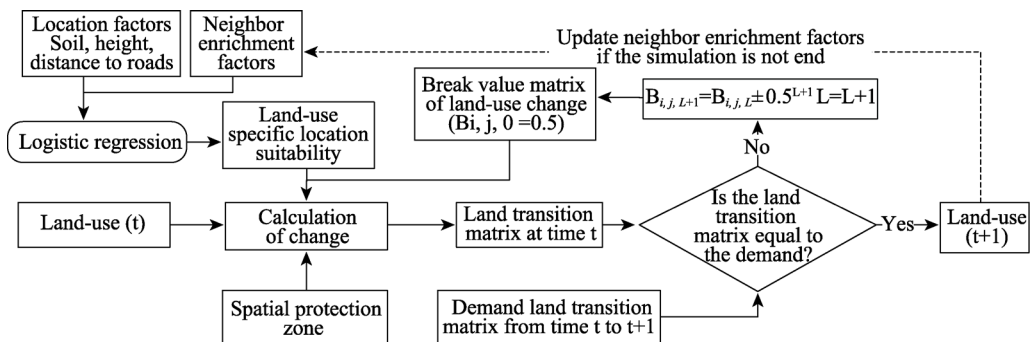 Location factors
Soil, height,
distance to roads
Neighbor
enrichment
factors
Update neighbor enrichment factors
if the simulation is not end
Break value matrix
of land-use change
(Bi, j, 0 =0.5)
B_{i, j, L+1}=B_{i, j, L}±0.5^{L+1} L=L+1
Logistic regression
Land-use
specific location
suitability
No
Land-use (t)
Calculation
of change
Land transition
matrix at time t
Is the land
transition
matrix equal to
the demand?
Yes
Land-use
(t+1)
Spatial protection
zone
Demand land transition
matrix from time t to t+1